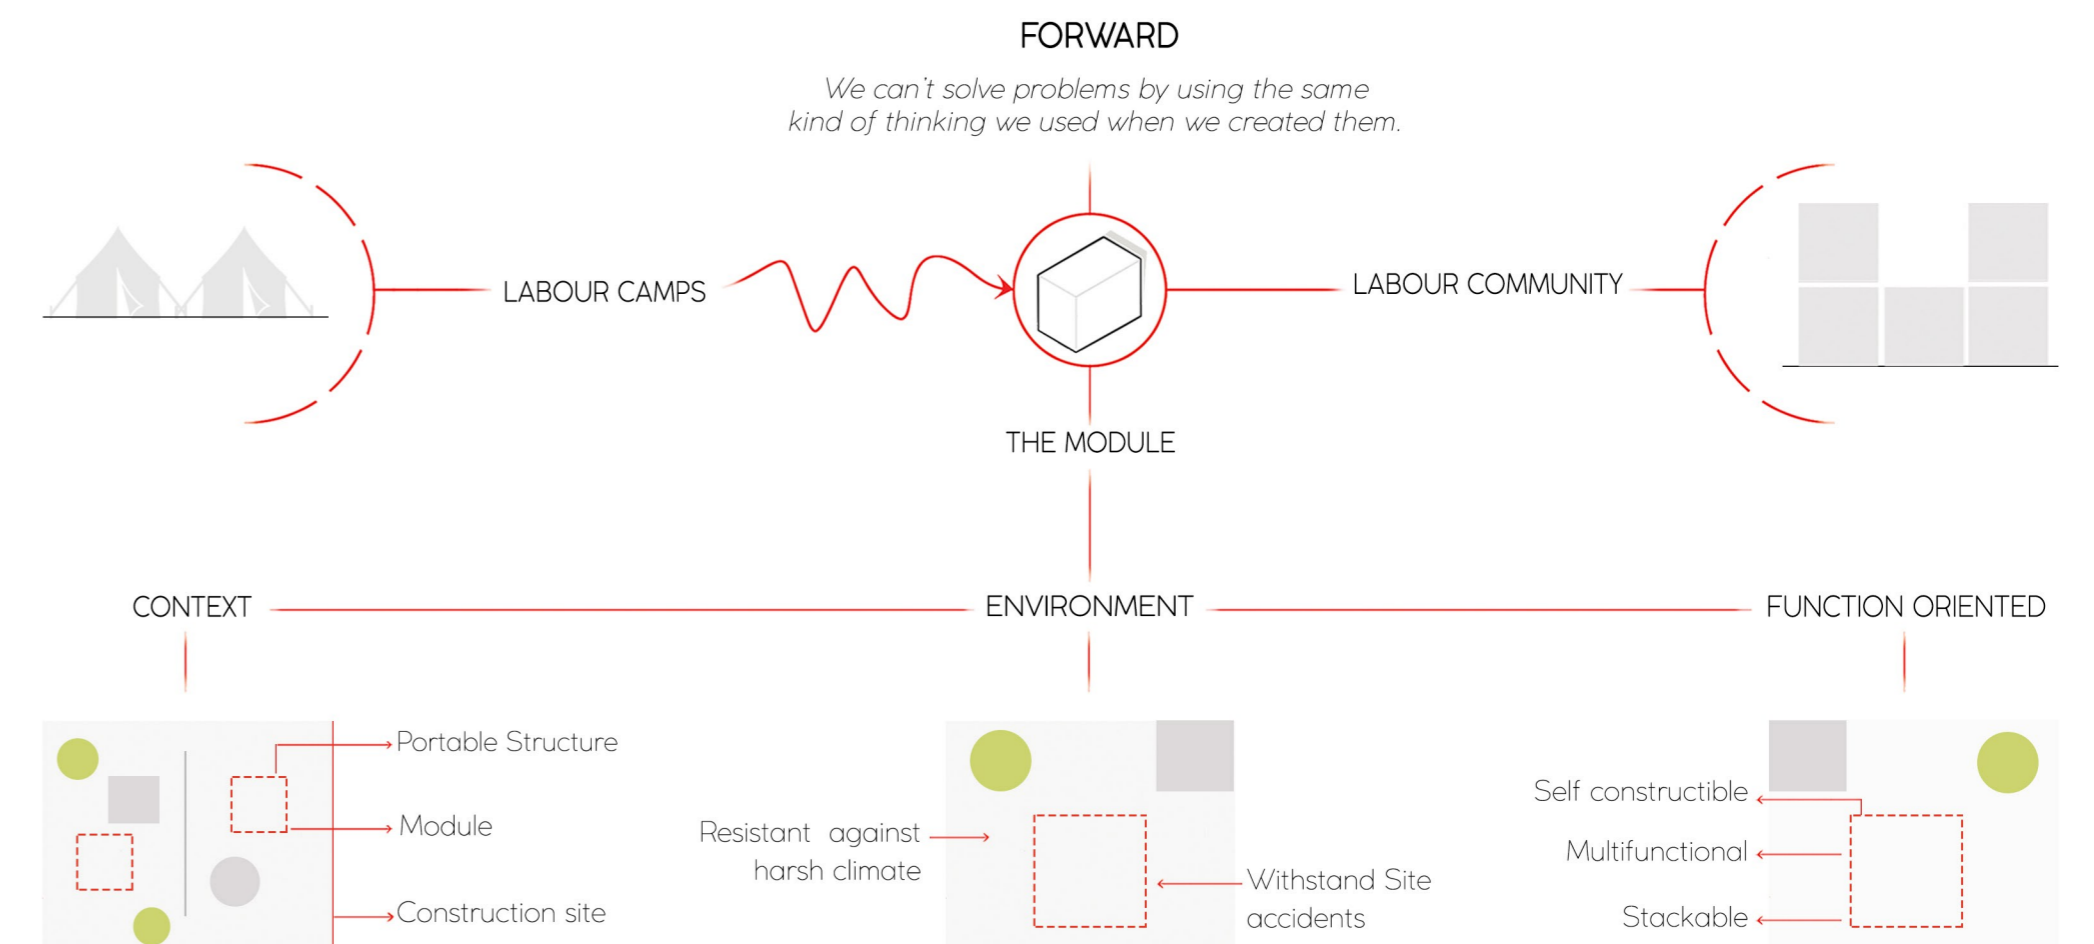 FORWARD
We can't solve problems by using the same
kind of thinking we used when we created them.
LABOUR CAMPS
LABOUR COMMUNITY
THE MODULE
CONTEXT
ENVIRONMENT
FUNCTION ORIENTED
Portable Structure
Module
Construction site
Resistant against
harsh climate
Withstand Site
accidents
Self constructible
Multifunctional
Stackable